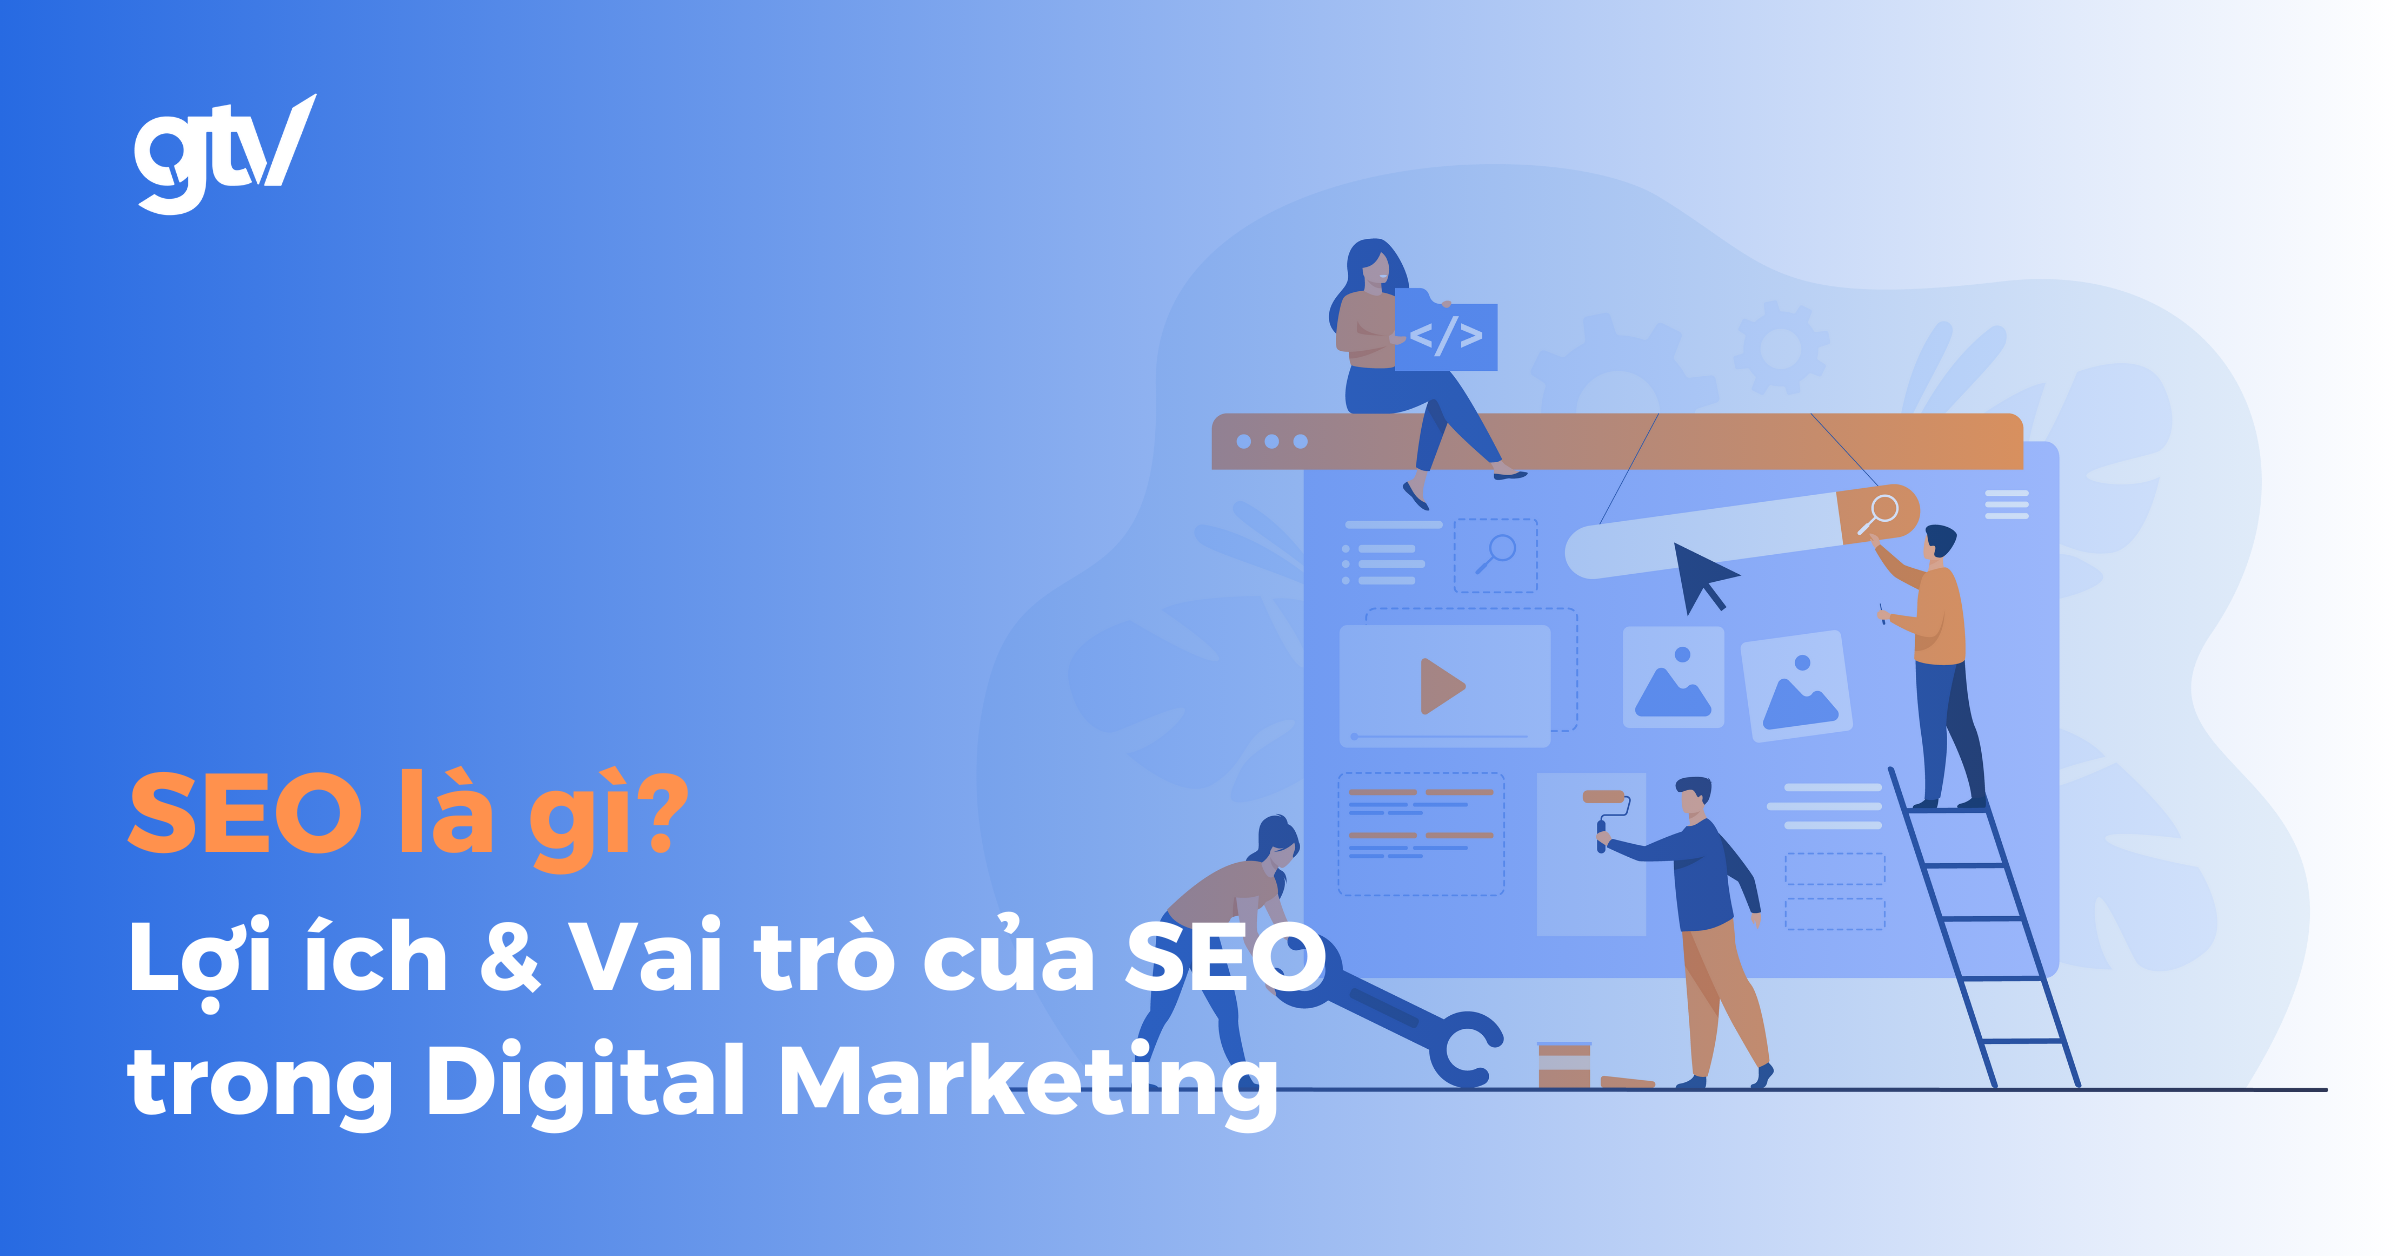 gtv
</>
SEO là gì?
Lợi ích & Vai trò của SEO
trong Digital Marketing